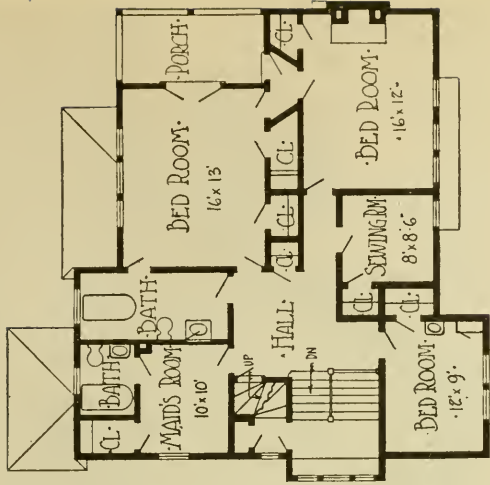 ·PORCH·
·CL·
·BED ROOM·
·16'x12'·
·BED ROOM·
16'x13'
·CL·
·CL·
·CL·
SEWING RM·
8'x8'-6"
·CL·
·CL·
·BATH·
·HALL·
UP
DN
·BATH·
·MAID'S ROOM·
10'x10'
·CL·
·BED ROOM·
·12'x9'·